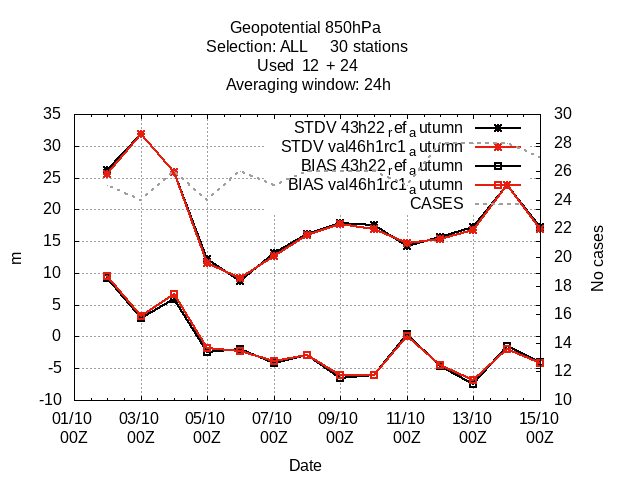 Geopotential 850hPa
Selection: ALL 30 stations
Used 12 + 24
Averaging window: 24h
STDV 43h22_ref_autumn
STDV val46h1rc1_autumn
BIAS 43h22_ref_autumn
BIAS val46h1rc1_autumn
CASES
35
30
25
20
15
10
5
0
-5
-10
m
30
28
26
24
22
20
18
16
14
12
10
No cases
01/10 03/10 05/10 07/10 09/10 11/10 13/10 15/10
00Z 00Z 00Z 00Z 00Z 00Z 00Z 00Z
Date